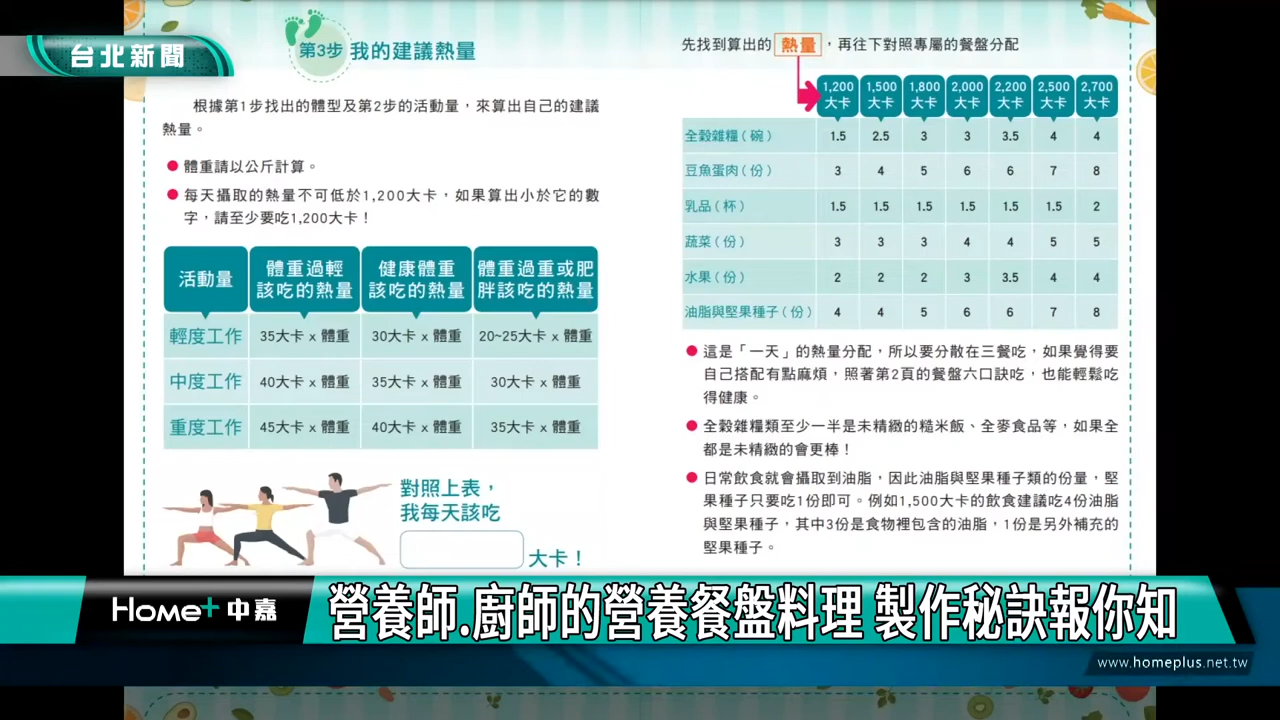 台北新聞
第3步 我的建議熱量
根據第1步找出的體型及第2步的活動量，來算出自己的建議
熱量。
● 體重請以公斤計算。
● 每天攝取的熱量不可低於1,200大卡，如果算出小於它的數
字，請至少要吃1,200大卡！
活動量 體重過輕該吃的熱量 健康體重該吃的熱量 體重過重或肥胖該吃的熱量
輕度工作 35大卡 x 體重 30大卡 x 體重 20~25大卡 x 體重
中度工作 40大卡 x 體重 35大卡 x 體重 30大卡 x 體重
重度工作 45大卡 x 體重 40大卡 x 體重 35大卡 x 體重
對照上表，
我每天該吃
大卡！
先找到算出的 熱量，再往下對照專屬的餐盤分配
1,200大卡 1,500大卡 1,800大卡 2,000大卡 2,200大卡 2,500大卡 2,700大卡
全穀雜糧（碗） 1.5 2.5 3 3 3.5 4 4
豆魚蛋肉（份） 3 4 5 6 6 7 8
乳品（杯） 1.5 1.5 1.5 1.5 1.5 1.5 2
蔬菜（份） 3 3 3 4 4 5 5
水果（份） 2 2 2 3 3.5 4 4
油脂與堅果種子（份） 4 4 5 6 6 7 8
● 這是「一天」的熱量分配，所以要分散在三餐吃，如果覺得要
自己搭配有點麻煩，照著第2頁的餐盤六口訣吃，也能輕鬆吃
得健康。
● 全穀雜糧類至少一半是未精緻的糙米飯、全麥食品等，如果全
都是未精緻的會更棒！
● 日常飲食就會攝取到油脂，因此油脂與堅果種子類的份量，堅
果種子只要吃1份即可。例如1,500大卡的飲食建議吃4份油脂
與堅果種子，其中3份是食物裡包含的油脂，1份是另外補充的
堅果種子。
Home+ 中嘉
營養師.廚師的營養餐盤料理 製作秘訣報你知
www.homeplus.net.tw